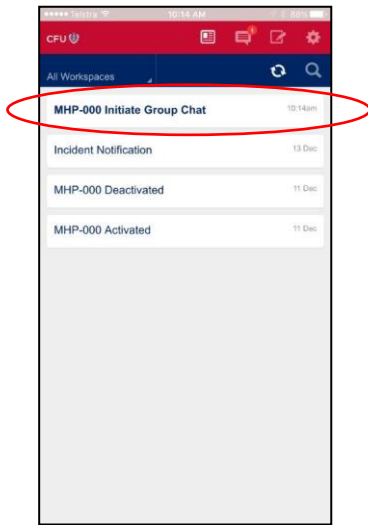 Telstra 10:14 AM 88%
CFU
All Workspaces
MHP-000 Initiate Group Chat 10:14am
Incident Notification 13 Dec
MHP-000 Deactivated 11 Dec
MHP-000 Activated 11 Dec